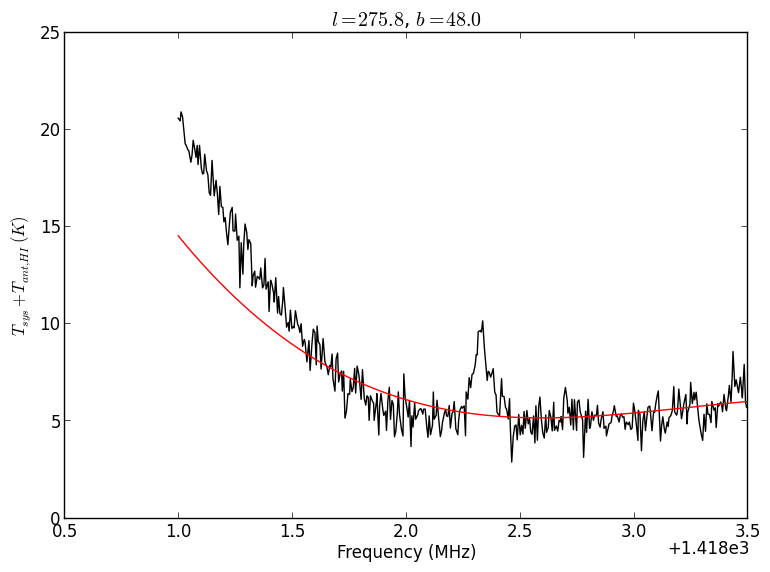 l = 275.8, b = 48.0
25
20
15
10
5
0
T_sys + T_ant,HI (K)
0.5 1.0 1.5 2.0 2.5 3.0 3.5
Frequency (MHz)
+1.418e3